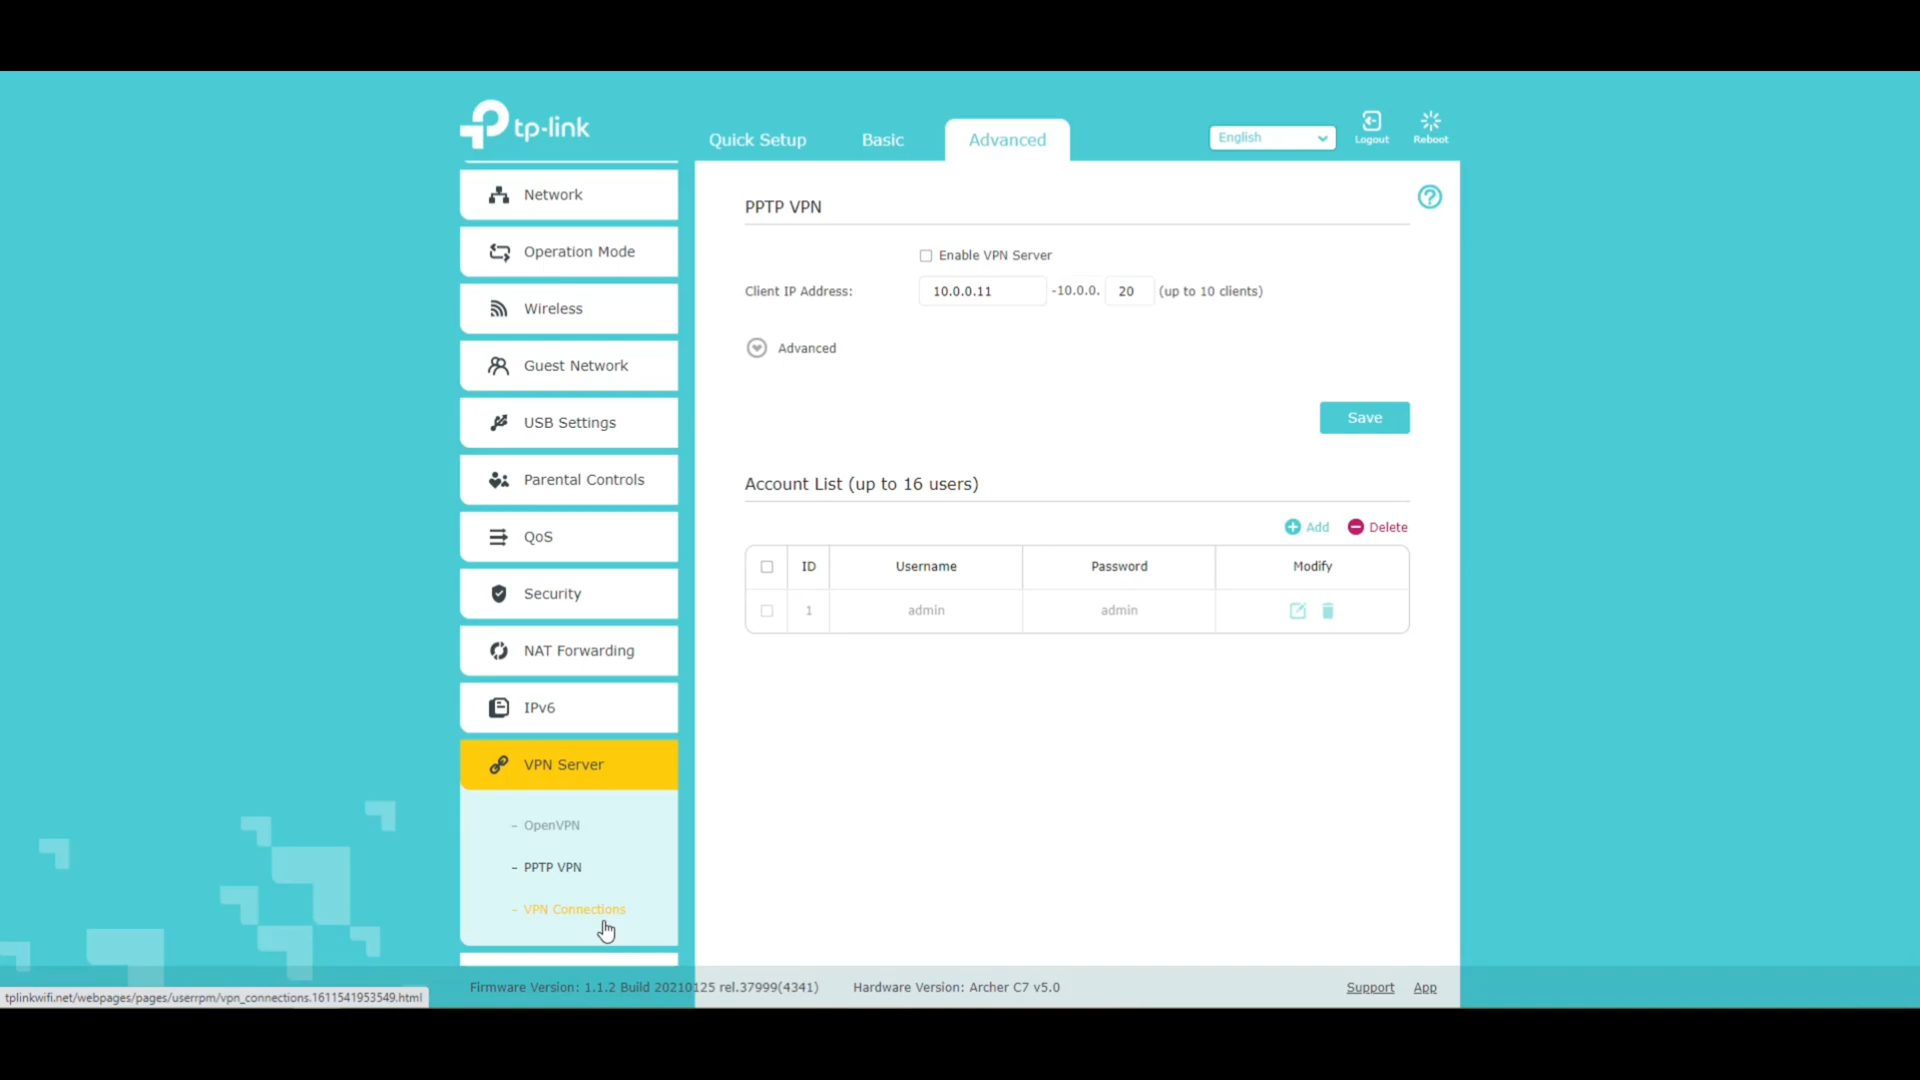 tp-link
Quick Setup
Basic
Advanced
English
Logout
Reboot
Network
Operation Mode
Wireless
Guest Network
USB Settings
Parental Controls
QoS
Security
NAT Forwarding
IPv6
VPN Server
- OpenVPN
- PPTP VPN
- VPN Connections
PPTP VPN
Enable VPN Server
Client IP Address: 10.0.0.11 -10.0.0. 20 (up to 10 clients)
Advanced
Save
Account List (up to 16 users)
Add Delete
ID Username Password Modify
1 admin admin
Firmware Version: 1.1.2 Build 20210125 rel.37999(4341) Hardware Version: Archer C7 v5.0 Support App
tplinkwifi.net/webpages/pages/userrpm/vpn_connections.1611541953549.html